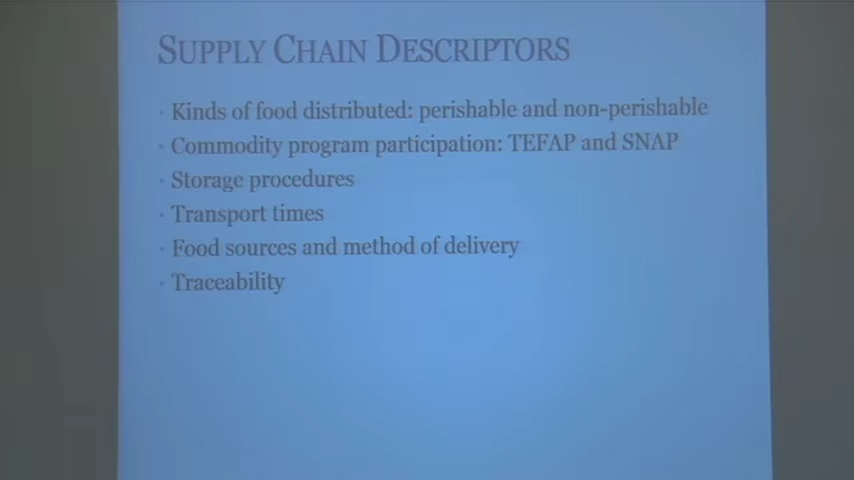 SUPPLY CHAIN DESCRIPTORS
Kinds of food distributed: perishable and non-perishable
Commodity program participation: TEFAP and SNAP
Storage procedures
Transport times
Food sources and method of delivery
Traceability